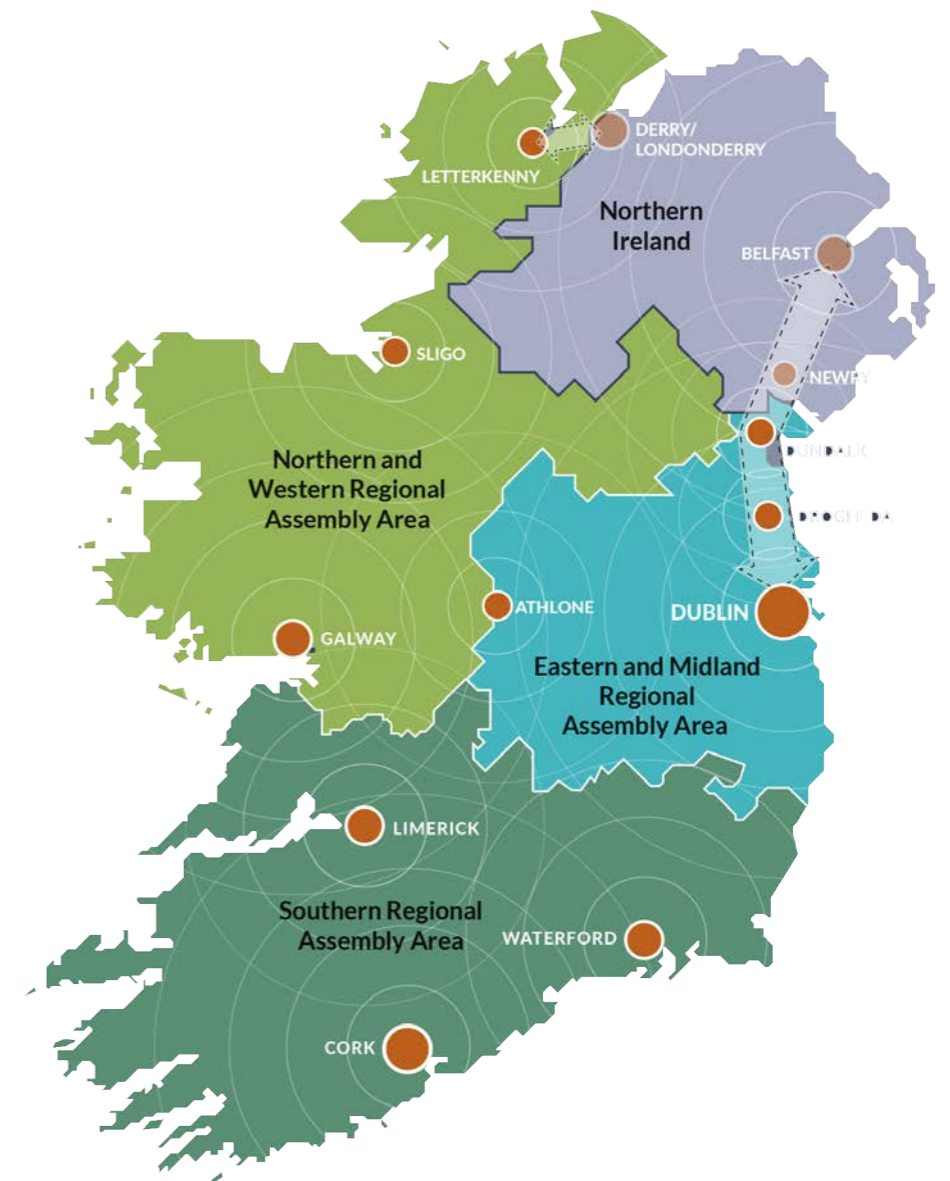 DERRY/
LONDONDERRY
LETTERKENNY
Northern
Ireland
BELFAST
SLIGO
NEWRY
DUNDALK
Northern and
Western Regional
Assembly Area
DROGHEDA
ATHLONE
DUBLIN
GALWAY
Eastern and Midland
Regional
Assembly Area
LIMERICK
Southern Regional
Assembly Area
WATERFORD
CORK